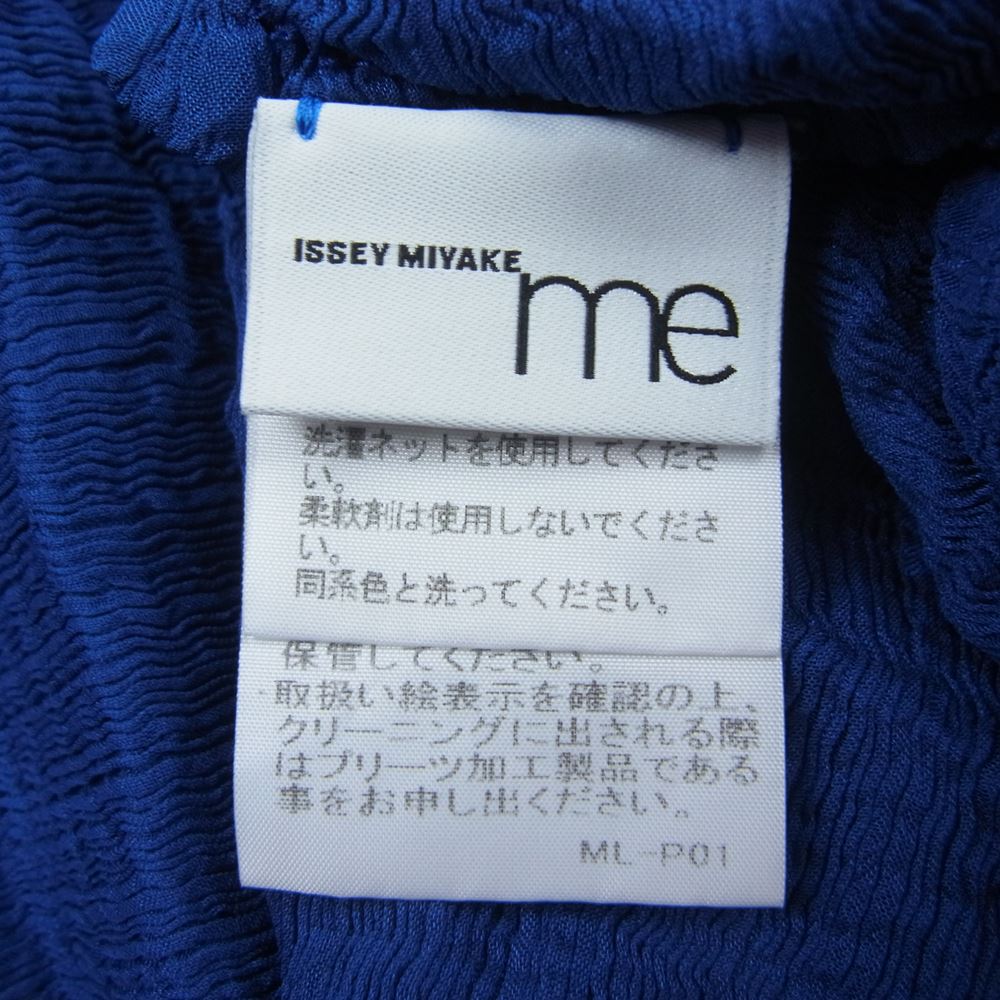 ISSEY MIYAKE
me
洗濯ネットを使用してくださ
い。
柔軟剤は使用しないでくださ
い。
同系色と洗ってください。
保管してください。
取扱い絵表示を確認の上、
クリーニングに出される際
はプリーツ加工製品である
事をお申し出ください。
ML-P01